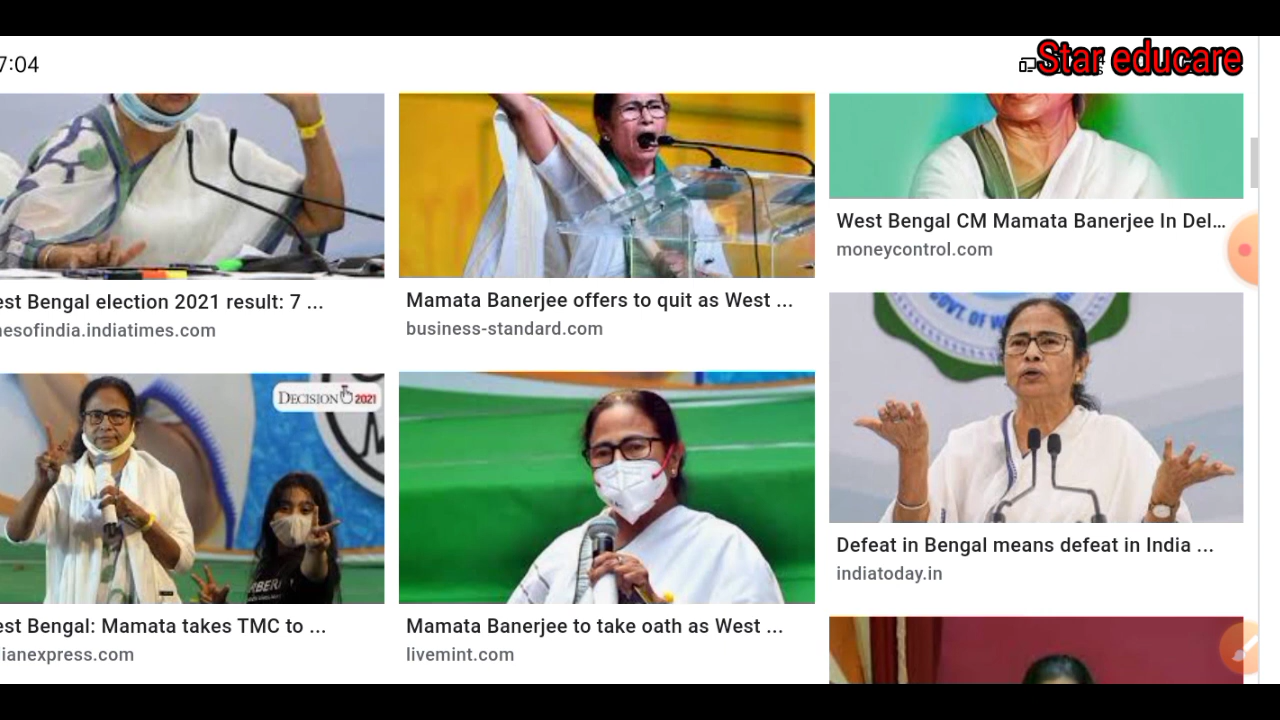 7:04
Star educare
est Bengal election 2021 result: 7 ...
nesofindia.indiatimes.com
Mamata Banerjee offers to quit as West ...
business-standard.com
West Bengal CM Mamata Banerjee In Del...
moneycontrol.com
GOVT. OF W
DECISION 2021
est Bengal: Mamata takes TMC to ...
ianexpress.com
Mamata Banerjee to take oath as West ...
livemint.com
Defeat in Bengal means defeat in India ...
indiatoday.in